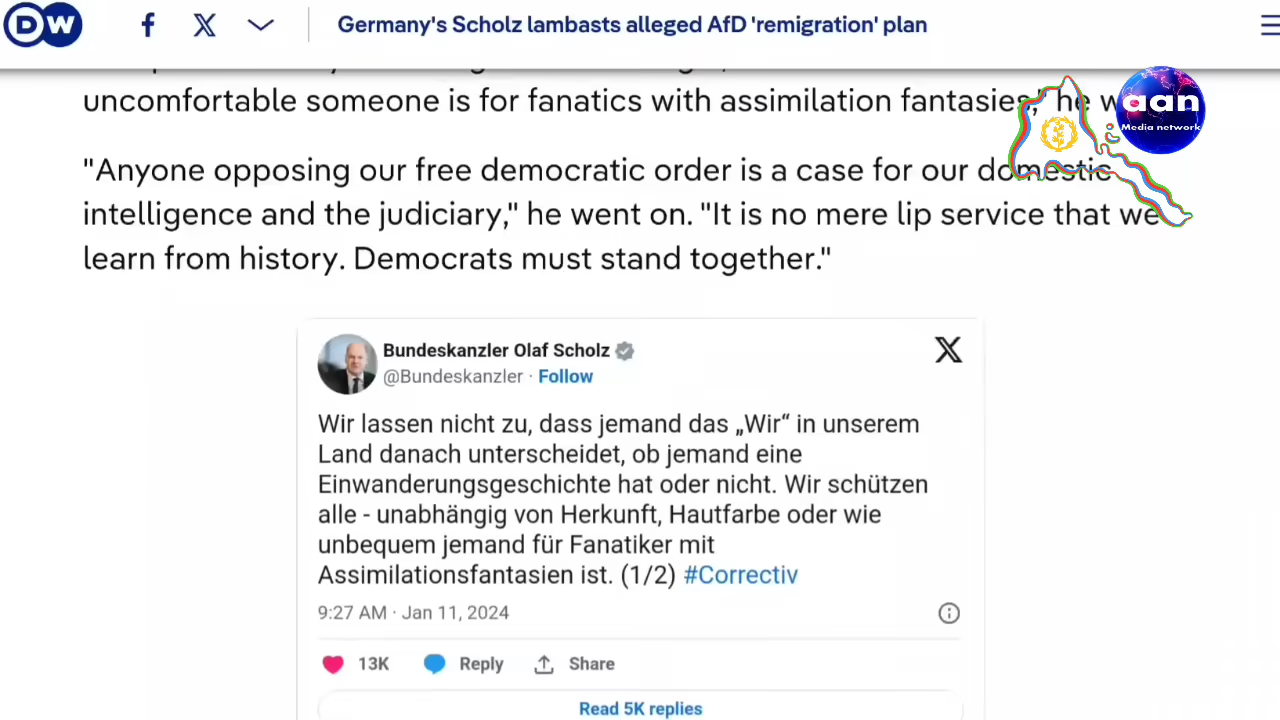 DW
Germany's Scholz lambasts alleged AfD 'remigration' plan
uncomfortable someone is for fanatics with assimilation fantasies," he
aan
Media network
"Anyone opposing our free democratic order is a case for our domestic
intelligence and the judiciary," he went on. "It is no mere lip service that we
learn from history. Democrats must stand together."
Bundeskanzler Olaf Scholz
@Bundeskanzler · Follow
Wir lassen nicht zu, dass jemand das „Wir“ in unserem
Land danach unterscheidet, ob jemand eine
Einwanderungsgeschichte hat oder nicht. Wir schützen
alle - unabhängig von Herkunft, Hautfarbe oder wie
unbequem jemand für Fanatiker mit
Assimilationsfantasien ist. (1/2) #Correctiv
9:27 AM · Jan 11, 2024
13K Reply Share
Read 5K replies